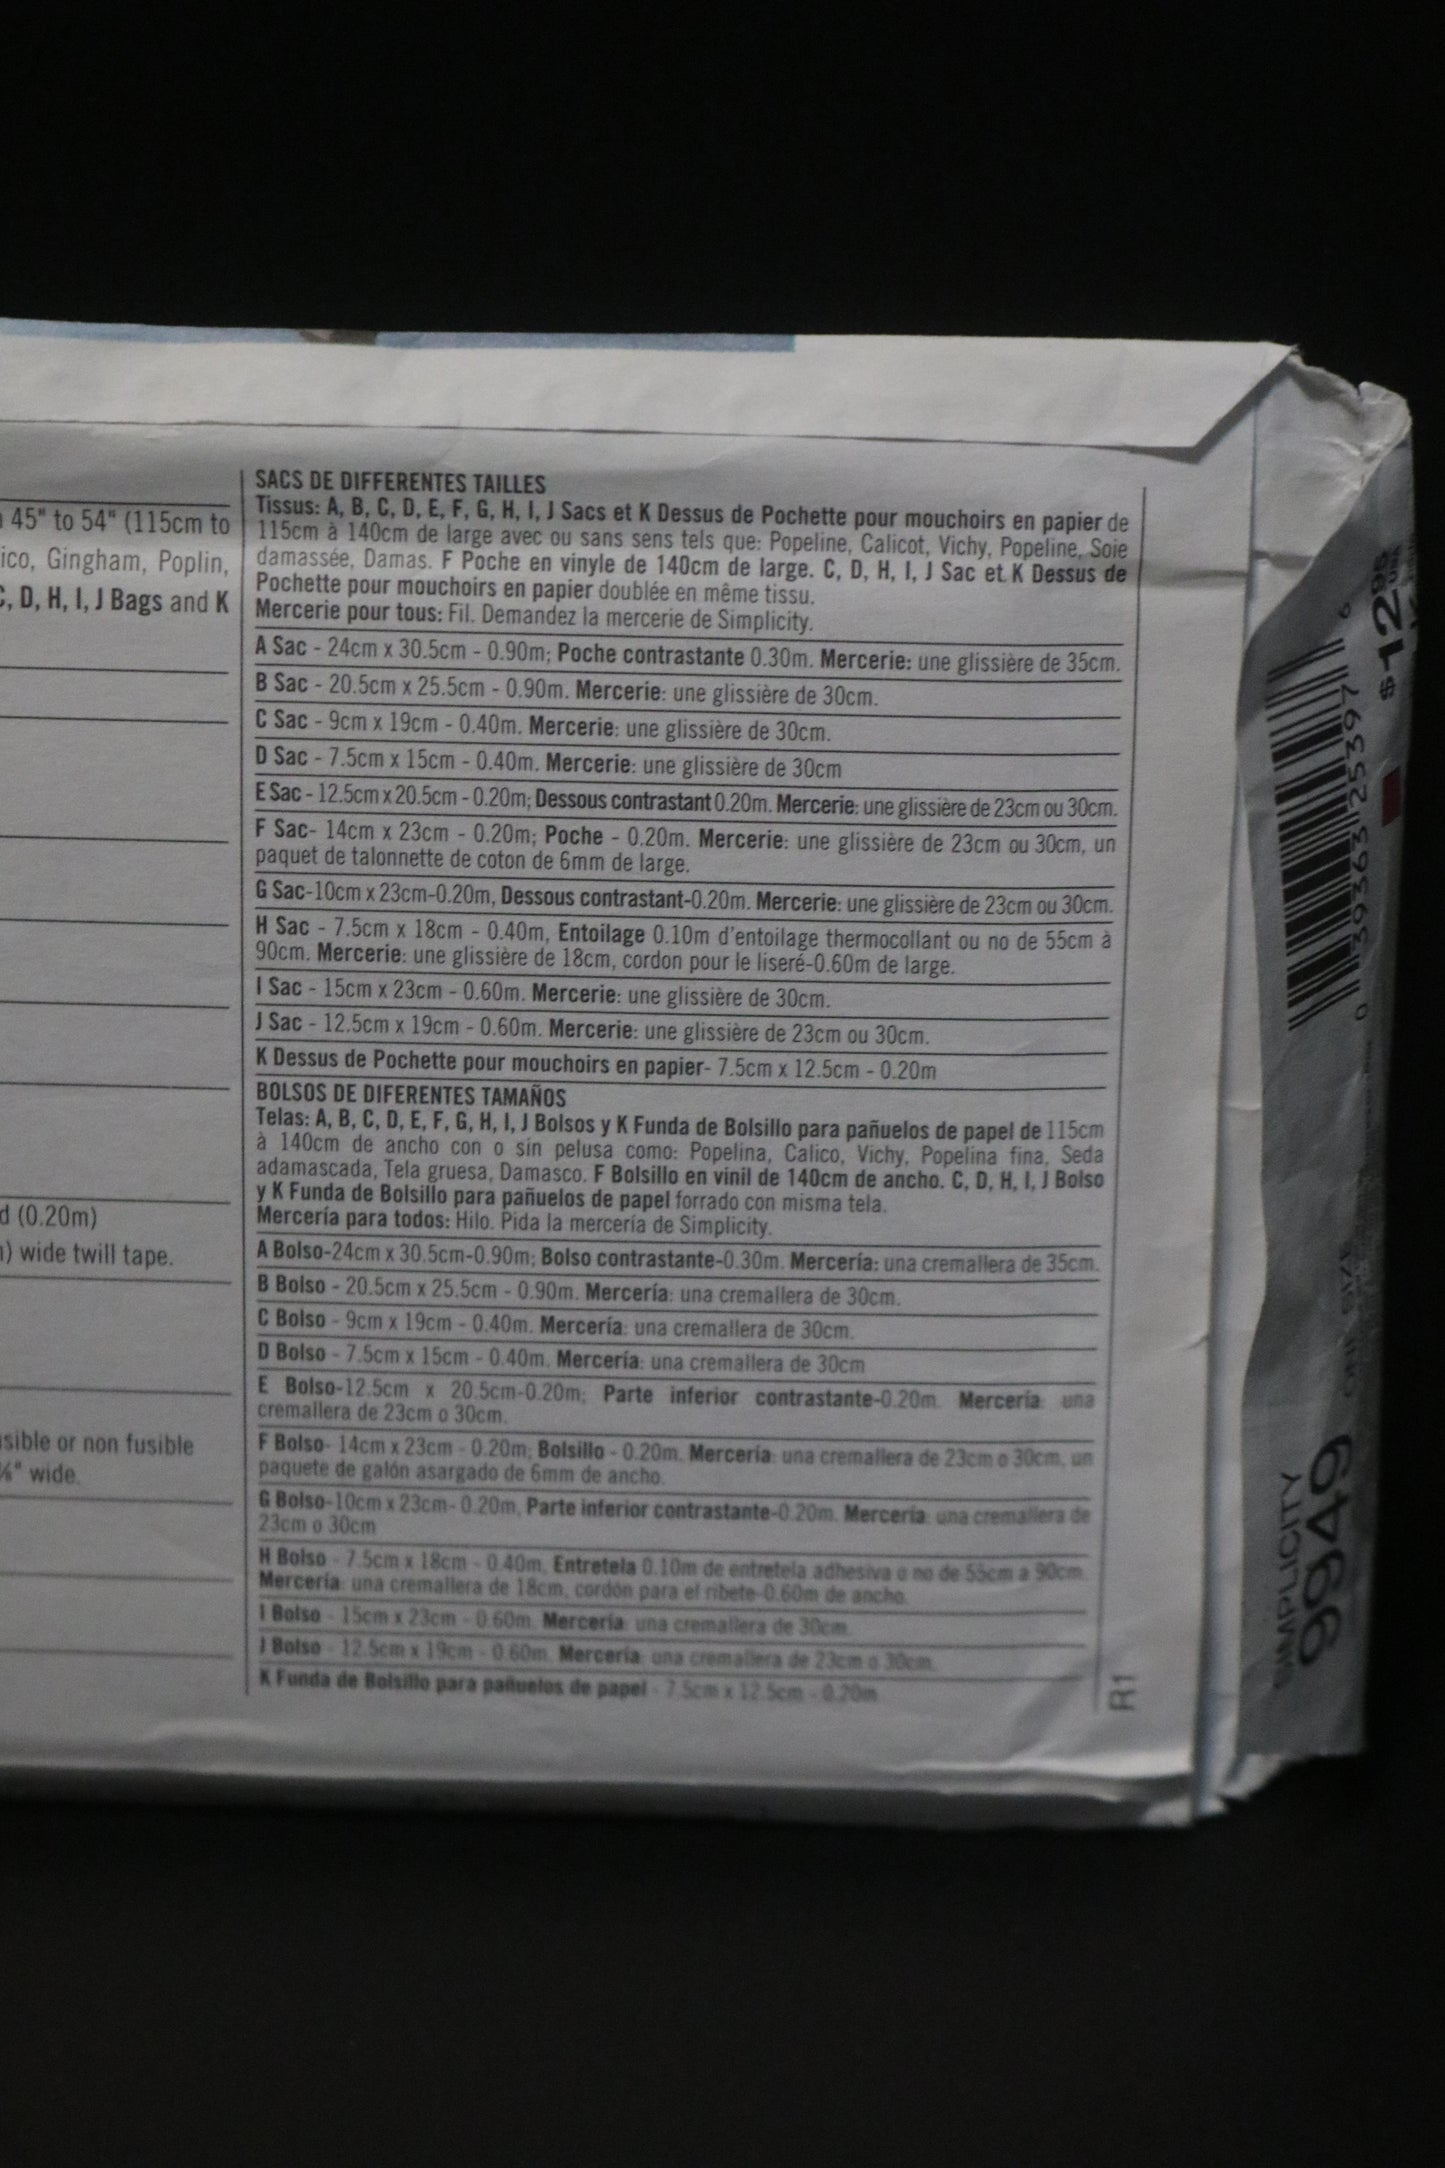 45" to 54" (115cm to
ico, Gingham, Poplin,
C, D, H, I, J Bags and K
d (0.20m)
) wide twill tape.
sible or non fusible
⅛" wide.
SACS DE DIFFERENTES TAILLES
Tissus: A, B, C, D, E, F, G, H, I, J Sacs et K Dessus de Pochette pour mouchoirs en papier de
115cm à 140cm de large avec ou sans sens tels que: Popeline, Calicot, Vichy, Popeline, Soie
damassée, Damas. F Poche en vinyle de 140cm de large. C, D, H, I, J Sac et K Dessus de
Pochette pour mouchoirs en papier doublée en même tissu.
Mercerie pour tous: Fil. Demandez la mercerie de Simplicity.
A Sac - 24cm x 30.5cm - 0.90m; Poche contrastante 0.30m. Mercerie: une glissière de 35cm.
B Sac - 20.5cm x 25.5cm - 0.90m. Mercerie: une glissière de 30cm.
C Sac - 9cm x 19cm - 0.40m. Mercerie: une glissière de 30cm.
D Sac - 7.5cm x 15cm - 0.40m. Mercerie: une glissière de 30cm
E Sac - 12.5cm x 20.5cm - 0.20m; Dessous contrastant 0.20m. Mercerie: une glissière de 23cm ou 30cm.
F Sac- 14cm x 23cm - 0.20m; Poche - 0.20m. Mercerie: une glissière de 23cm ou 30cm, un
paquet de talonnette de coton de 6mm de large.
G Sac-10cm x 23cm-0.20m, Dessous contrastant-0.20m. Mercerie: une glissière de 23cm ou 30cm.
H Sac - 7.5cm x 18cm - 0.40m, Entoilage 0.10m d'entoilage thermocollant ou no de 55cm à
90cm. Mercerie: une glissière de 18cm, cordon pour le liseré-0.60m de large.
I Sac - 15cm x 23cm - 0.60m. Mercerie: une glissière de 30cm.
J Sac - 12.5cm x 19cm - 0.60m. Mercerie: une glissière de 23cm ou 30cm.
K Dessus de Pochette pour mouchoirs en papier- 7.5cm x 12.5cm - 0.20m
BOLSOS DE DIFERENTES TAMAÑOS
Telas: A, B, C, D, E, F, G, H, I, J Bolsos y K Funda de Bolsillo para pañuelos de papel de 115cm
à 140cm de ancho con o sin pelusa como: Popelina, Calico, Vichy, Popelina fina, Seda
adamascada, Tela gruesa, Damasco. F Bolsillo en vinil de 140cm de ancho. C, D, H, I, J Bolso
y K Funda de Bolsillo para pañuelos de papel forrado con misma tela.
Mercería para todos: Hilo. Pida la mercería de Simplicity.
A Bolso-24cm x 30.5cm-0.90m; Bolso contrastante-0.30m. Mercería: una cremallera de 35cm.
B Bolso - 20.5cm x 25.5cm - 0.90m. Mercería: una cremallera de 30cm.
C Bolso - 9cm x 19cm - 0.40m. Mercería: una cremallera de 30cm.
D Bolso - 7.5cm x 15cm - 0.40m. Mercería: una cremallera de 30cm
E Bolso-12.5cm x 20.5cm-0.20m; Parte inferior contrastante-0.20m. Mercería: una
cremallera de 23cm o 30cm.
F Bolso- 14cm x 23cm - 0.20m; Bolsillo - 0.20m. Mercería: una cremallera de 23cm o 30cm, un
paquete de galón asargado de 6mm de ancho.
G Bolso-10cm x 23cm- 0.20m, Parte inferior contrastante-0.20m. Mercería: una cremallera de
23cm o 30cm
H Bolso - 7.5cm x 18cm - 0.40m, Entretela 0.10m de entretela adhesiva o no de 55cm a 90cm.
Mercería: una cremallera de 18cm, cordón para el ribete-0.60m de ancho.
I Bolso - 15cm x 23cm - 0.60m. Mercería: una cremallera de 30cm.
J Bolso - 12.5cm x 19cm - 0.60m. Mercería: una cremallera de 23cm o 30cm.
K Funda de Bolsillo para pañuelos de papel - 7.5cm x 12.5cm - 0.20m
R1
SIMPLICITY
9949 ONE SIZE
0 39363 25397 6
$12.95
USA